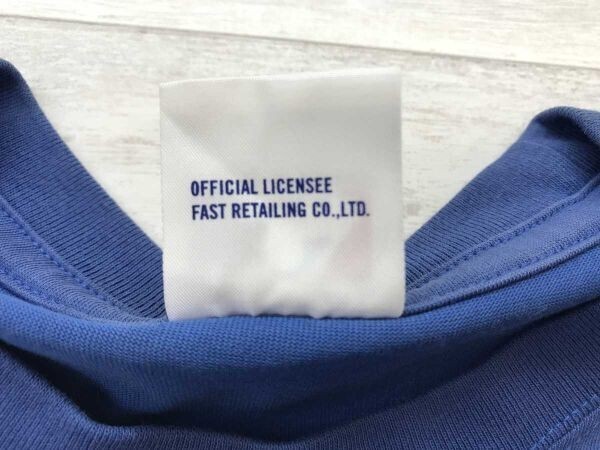 OFFICIAL LICENSEE
FAST RETAILING CO.,LTD.